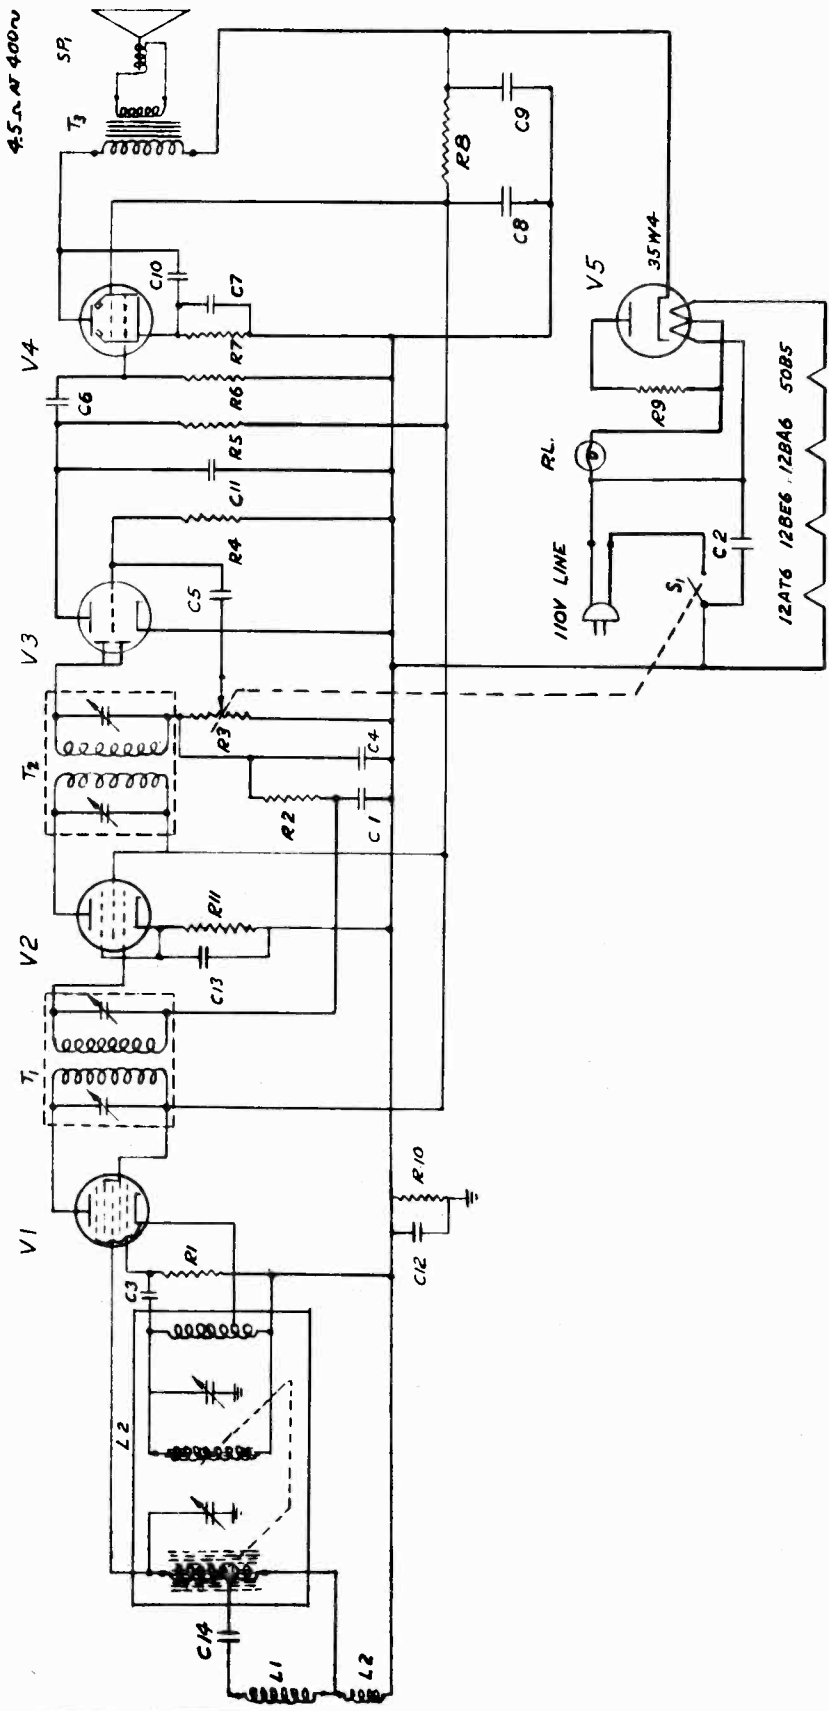 V1
T1
V2
T2
V3
V4
T3
SP1
4.5Ω AT 400~
L2
C3
R1
C14
L1
L2
C12
R10
C13
R11
R2
C1
C4
R3
C5
R4
C11
R5
R6
C6
R7
C7
C10
C8
R8
C9
110V LINE
P.L.
S1
C2
R9
V5
35W4
12AT6 12BE6 12BA6 50B5